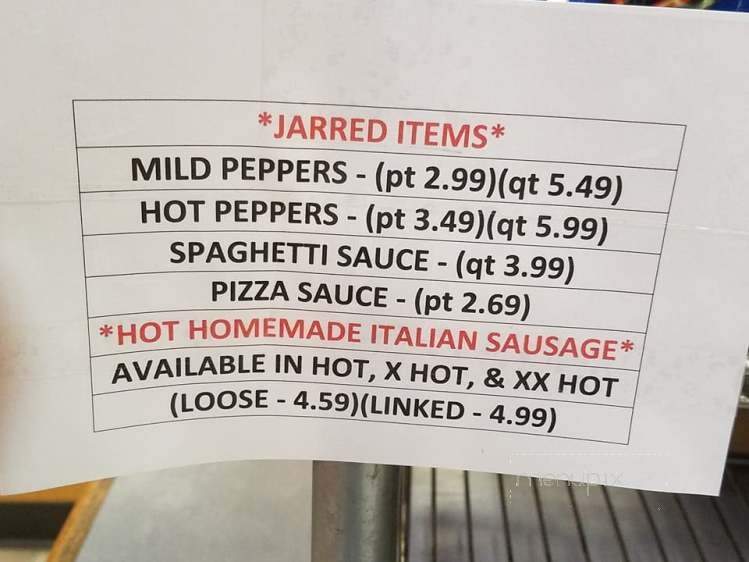 *JARRED ITEMS*
MILD PEPPERS - (pt 2.99)(qt 5.49)
HOT PEPPERS - (pt 3.49)(qt 5.99)
SPAGHETTI SAUCE - (qt 3.99)
PIZZA SAUCE - (pt 2.69)
*HOT HOMEMADE ITALIAN SAUSAGE*
AVAILABLE IN HOT, X HOT, & XX HOT
(LOOSE - 4.59)(LINKED - 4.99)
menupix